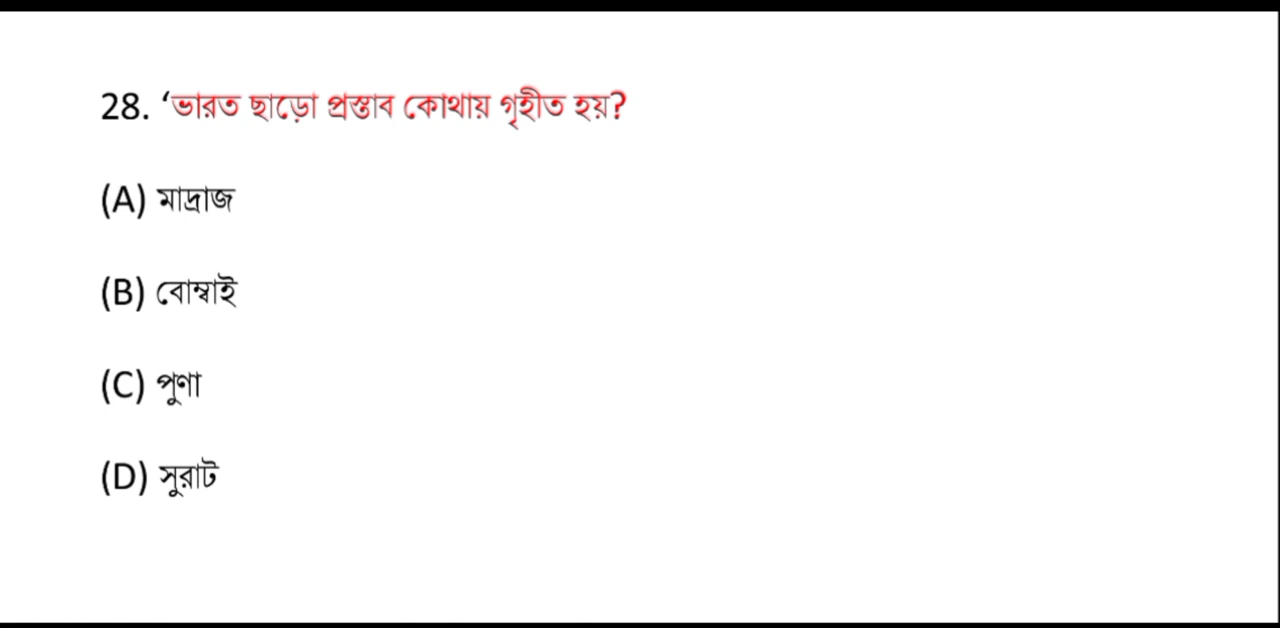 28. ‘ভারত ছাড়ো প্রস্তাব কোথায় গৃহীত হয়?
(A) মাদ্রাজ
(B) বোম্বাই
(C) পুণা
(D) সুরাট